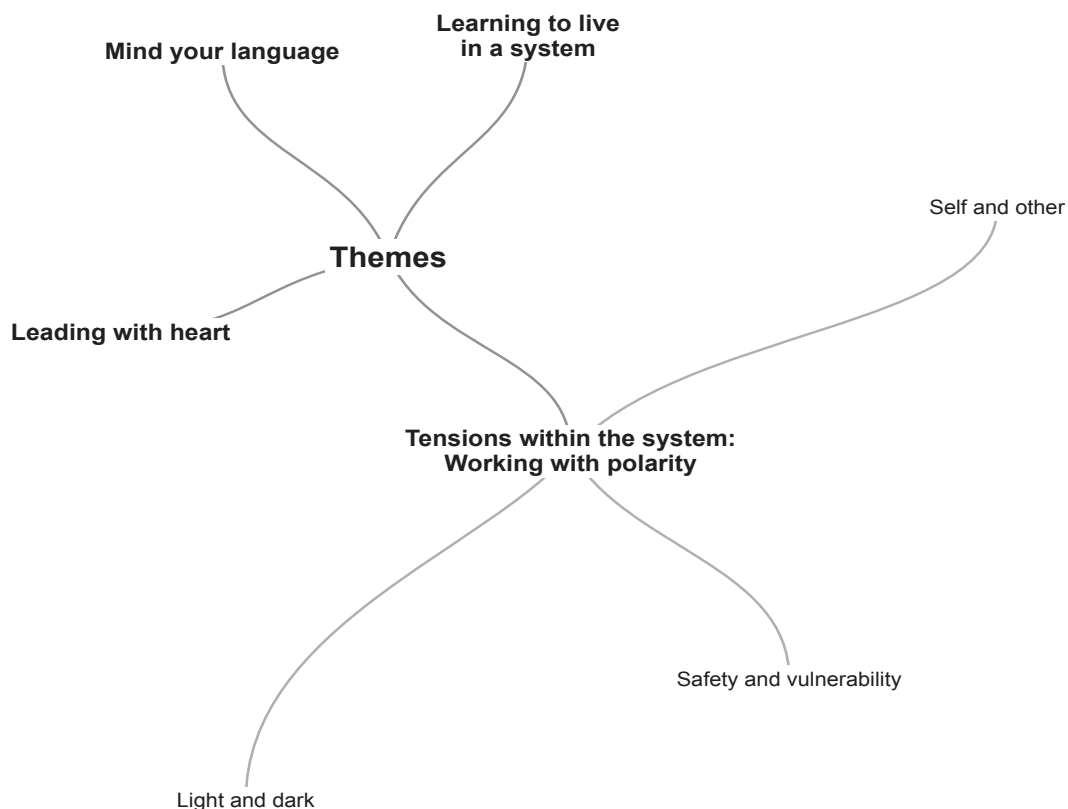 Learning to live
in a system
Mind your language
Self and other
Themes
Leading with heart
Tensions within the system:
Working with polarity
Safety and vulnerability
Light and dark